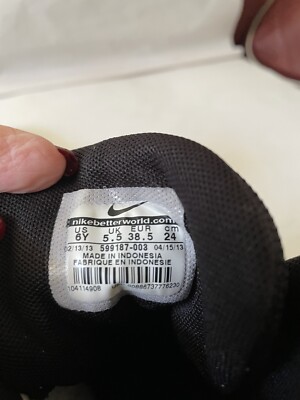 nikebetterworld.com
US UK EUR cm
6Y 5.5 38.5 24
02/13/13 599187-003 04/15/13
MADE IN INDONESIA
FABRIQUE EN INDONESIE